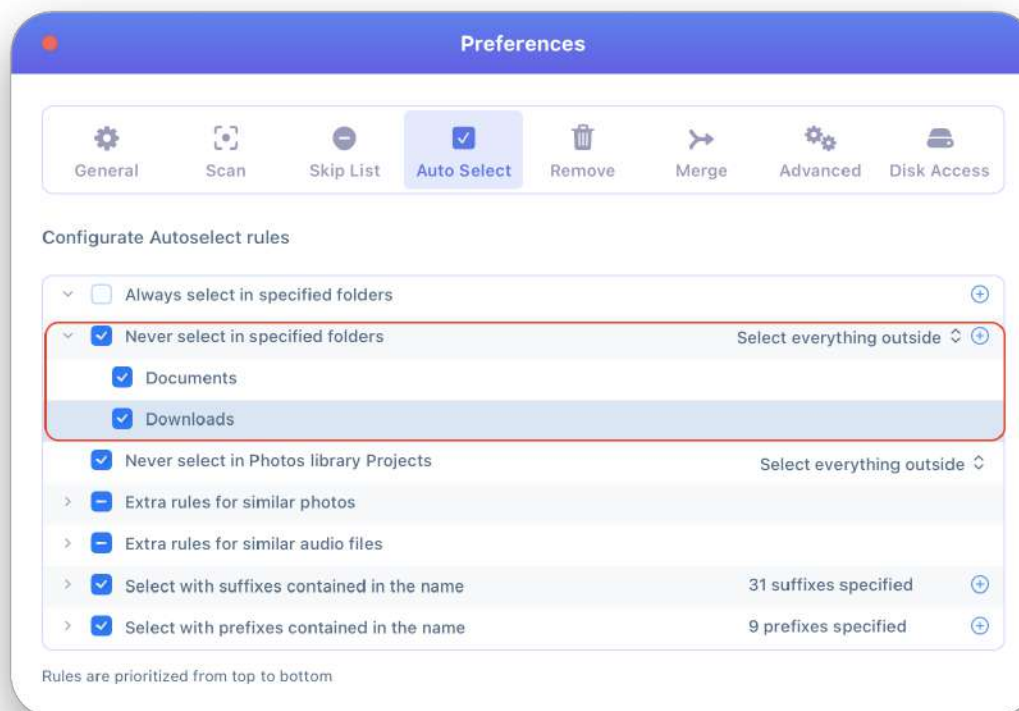 Preferences
General Scan Skip List Auto Select Remove Merge Advanced Disk Access
Configurate Autoselect rules
Always select in specified folders
Never select in specified folders Select everything outside
Documents
Downloads
Never select in Photos library Projects Select everything outside
Extra rules for similar photos
Extra rules for similar audio files
Select with suffixes contained in the name 31 suffixes specified
Select with prefixes contained in the name 9 prefixes specified
Rules are prioritized from top to bottom